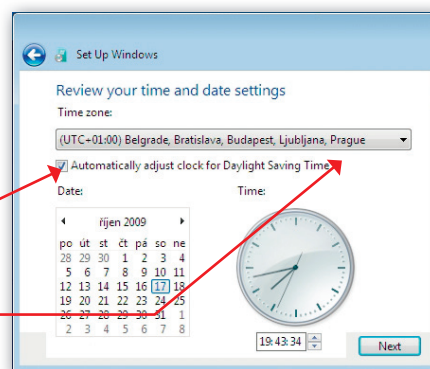 Set Up Windows
Review your time and date settings
Time zone:
(UTC+01:00) Belgrade, Bratislava, Budapest, Ljubljana, Prague
Automatically adjust clock for Daylight Saving Time
Date:
Time:
říjen 2009
po út st čt pá so ne
28 29 30 1 2 3 4
5 6 7 8 9 10 11
12 13 14 15 16 17 18
19 20 21 22 23 24 25
26 27 28 29 30 31 1
2 3 4 5 6 7 8
19:43:34
Next